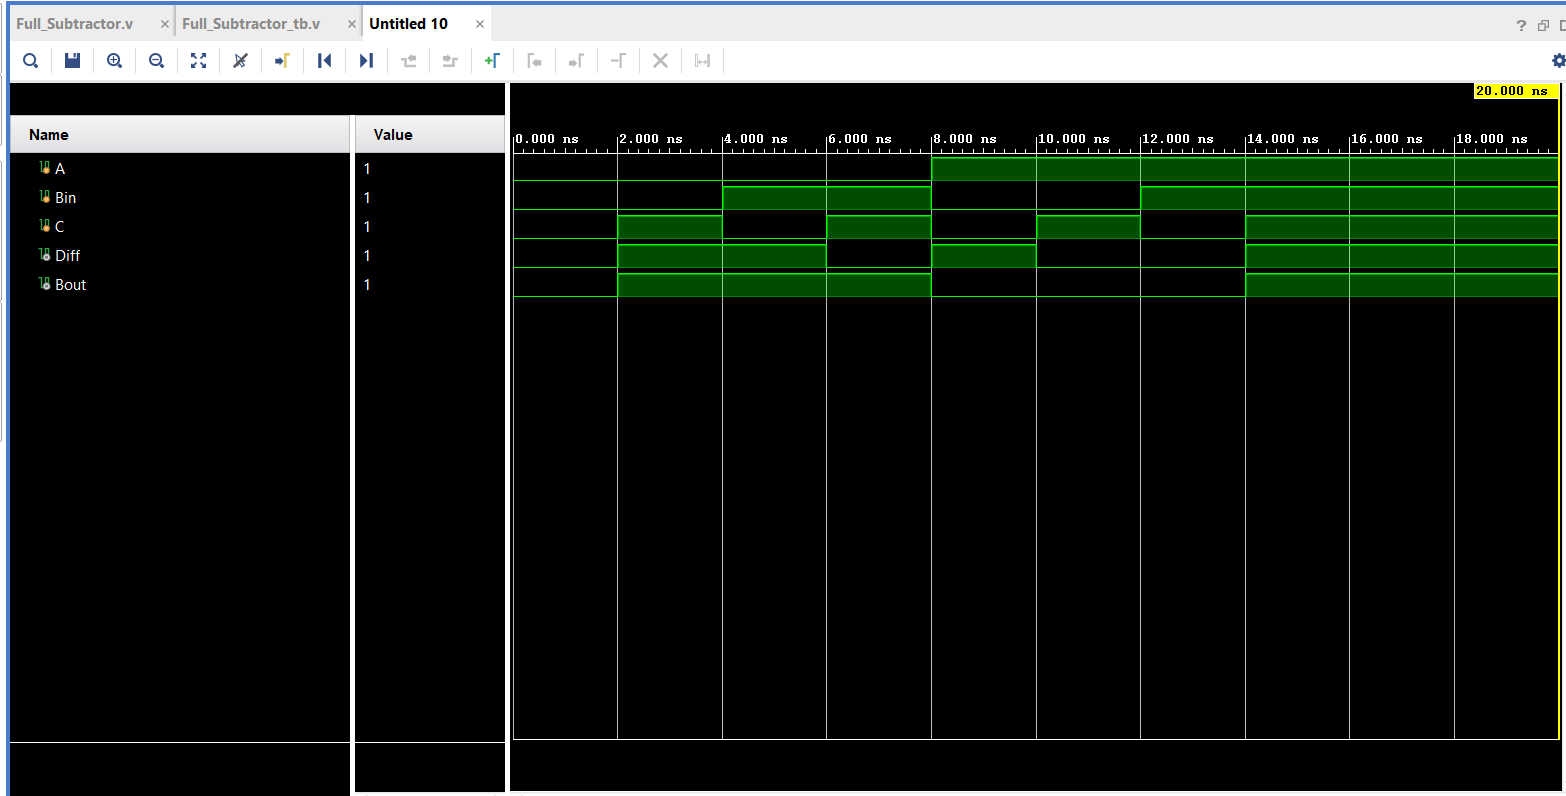 Full_Subtractor.v × Full_Subtractor_tb.v × Untitled 10 ×
?
20.000 ns
Name Value
0.000 ns 2.000 ns 4.000 ns 6.000 ns 8.000 ns 10.000 ns 12.000 ns 14.000 ns 16.000 ns 18.000 ns
A 1
Bin 1
C 1
Diff 1
Bout 1